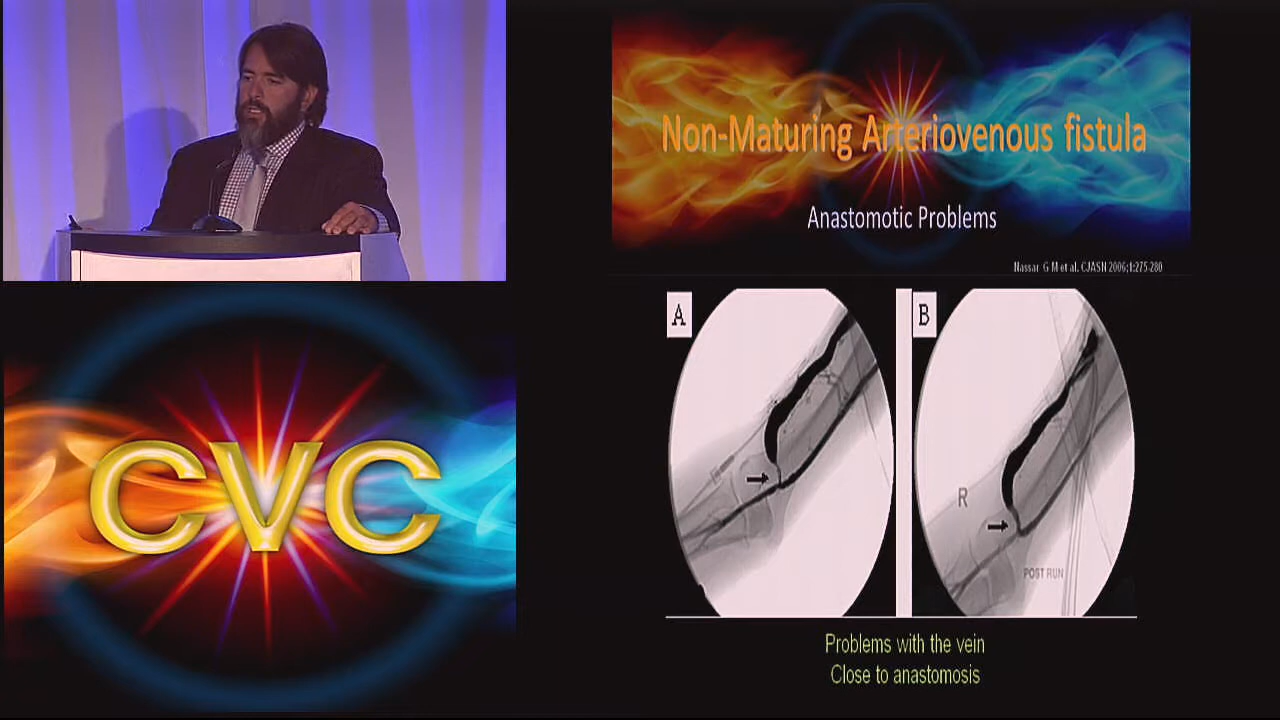 Non-Maturing Arteriovenous fistula
Anastomotic Problems
Nassar G M et al. CJASN 2006;1:275-280
A
B
R
POST RUN
CVC
Problems with the vein
Close to anastomosis